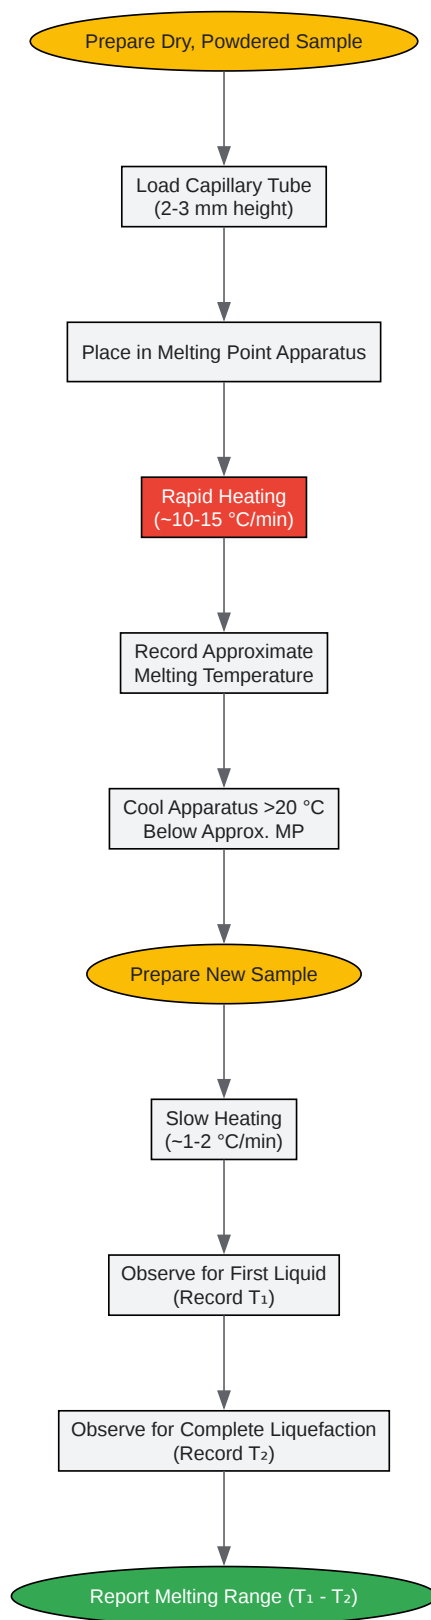 Prepare Dry, Powdered Sample
Load Capillary Tube
(2-3 mm height)
Place in Melting Point Apparatus
Rapid Heating
(~10-15 °C/min)
Record Approximate
Melting Temperature
Cool Apparatus >20 °C
Below Approx. MP
Prepare New Sample
Slow Heating
(~1-2 °C/min)
Observe for First Liquid
(Record T₁)
Observe for Complete Liquefaction
(Record T₂)
Report Melting Range (T₁ - T₂)